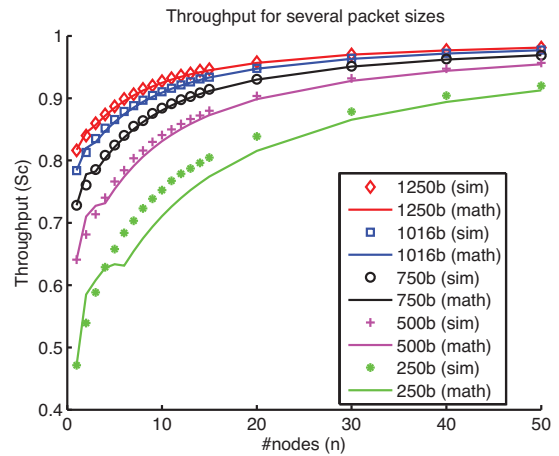 Throughput for several packet sizes
Throughput (Sc)
1
0.9
0.8
0.7
0.6
0.5
0.4
1250b (sim)
1250b (math)
1016b (sim)
1016b (math)
750b (sim)
750b (math)
500b (sim)
500b (math)
250b (sim)
250b (math)
0 10 20 30 40 50
#nodes (n)